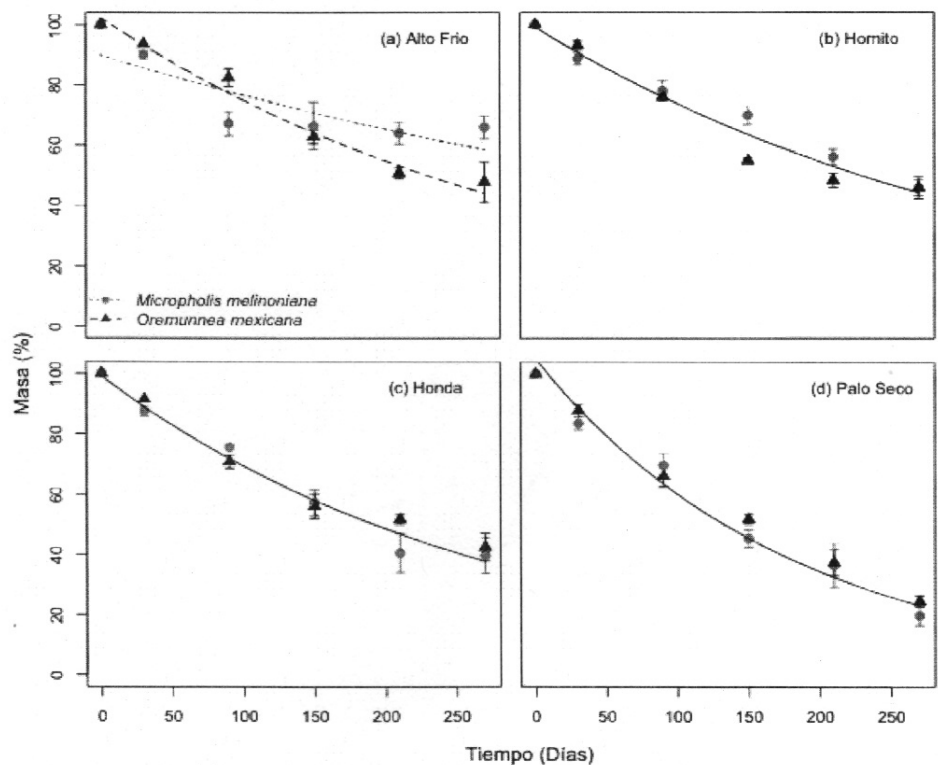 (a) Alto Frio
(b) Hornito
100
80
60
40
20
0
Micropholis melinoniana
Oremunnea mexicana
Masa (%)
(c) Honda
(d) Palo Seco
100
80
60
40
20
0
0 50 100 150 200 250
0 50 100 150 200 250
Tiempo (Días)